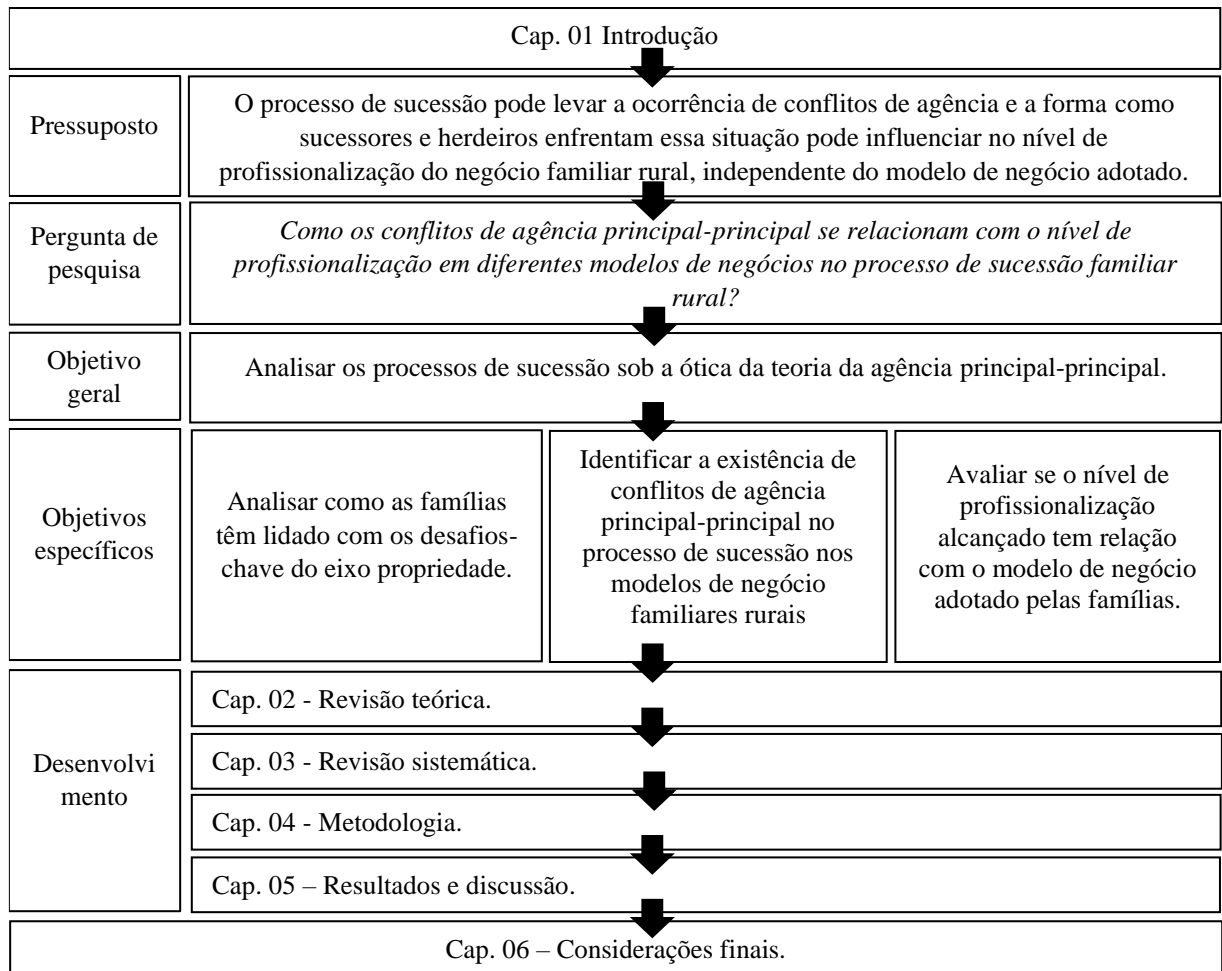 Cap. 01 Introdução
Pressuposto
O processo de sucessão pode levar a ocorrência de conflitos de agência e a forma como
sucessores e herdeiros enfrentam essa situação pode influenciar no nível de
profissionalização do negócio familiar rural, independente do modelo de negócio adotado.
Pergunta de
pesquisa
Como os conflitos de agência principal-principal se relacionam com o nível de
profissionalização em diferentes modelos de negócios no processo de sucessão familiar
rural?
Objetivo
geral
Analisar os processos de sucessão sob a ótica da teoria da agência principal-principal.
Objetivos
específicos
Analisar como as famílias
têm lidado com os desafios-
chave do eixo propriedade.
Identificar a existência de
conflitos de agência
principal-principal no
processo de sucessão nos
modelos de negócio
familiares rurais
Avaliar se o nível de
profissionalização
alcançado tem relação
com o modelo de negócio
adotado pelas famílias.
Desenvolvi
mento
Cap. 02 - Revisão teórica.
Cap. 03 - Revisão sistemática.
Cap. 04 - Metodologia.
Cap. 05 – Resultados e discussão.
Cap. 06 – Considerações finais.